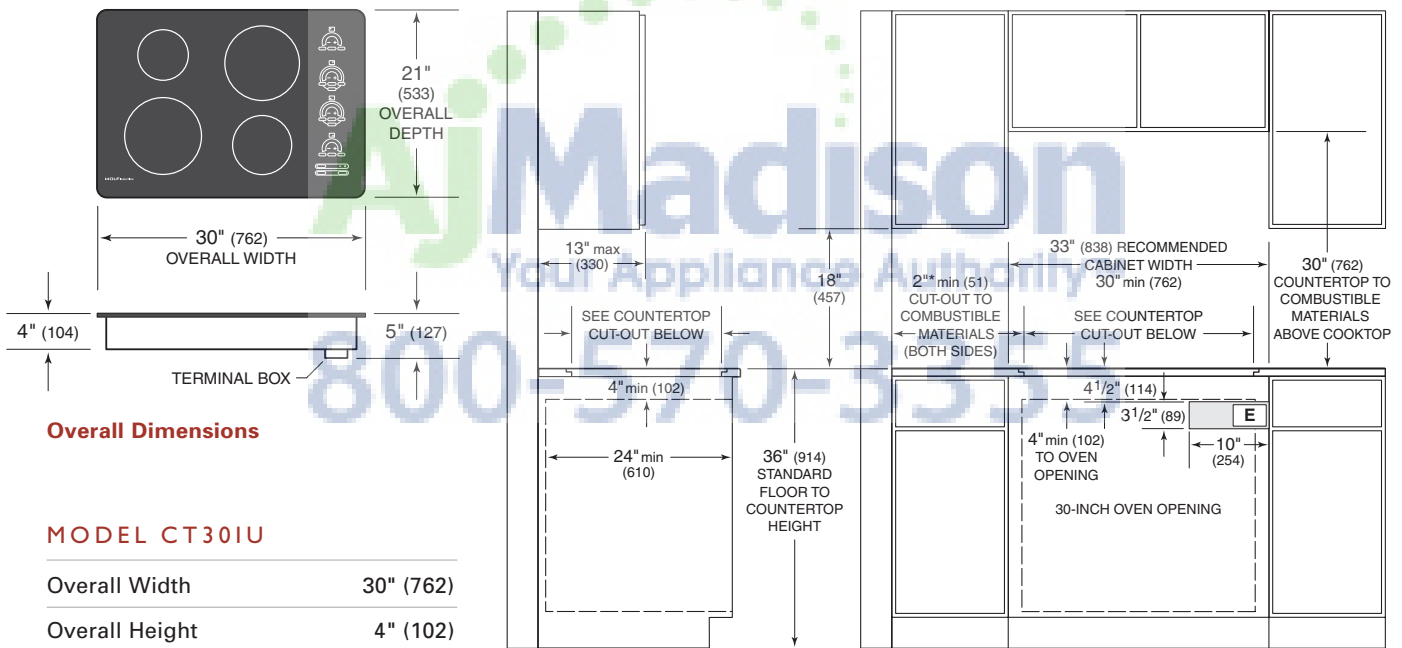 21"
(533)
OVERALL
DEPTH
30" (762)
OVERALL WIDTH
4" (104)
5" (127)
TERMINAL BOX
Overall Dimensions
MODEL CT30IU
Overall Width 30" (762)
Overall Height 4" (102)
AjMadison
Your Appliance Authority™
800-570-3355
13" max
(330)
18"
(457)
SEE COUNTERTOP
CUT-OUT BELOW
4" min (102)
24" min
(610)
36" (914)
STANDARD
FLOOR TO
COUNTERTOP
HEIGHT
2"* min (51)
CUT-OUT TO
COMBUSTIBLE
MATERIALS
(BOTH SIDES)
33" (838) RECOMMENDED
CABINET WIDTH
30" min (762)
SEE COUNTERTOP
CUT-OUT BELOW
30" (762)
COUNTERTOP TO
COMBUSTIBLE
MATERIALS
ABOVE COOKTOP
4 1/2" (114)
3 1/2" (89)
E
4" min (102)
TO OVEN
OPENING
10"
(254)
30-INCH OVEN OPENING